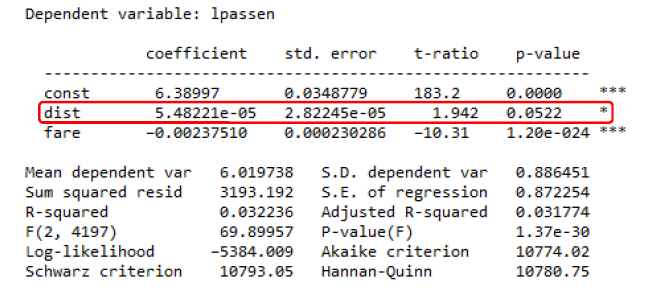 Dependent variable: lpassen
coefficient std. error t-ratio p-value
---------------------------------------------------------
const 6.38997 0.0348779 183.2 0.0000 ***
dist 5.48221e-05 2.82245e-05 1.942 0.0522 *
fare −0.00237510 0.000230286 −10.31 1.20e-024 ***
Mean dependent var 6.019738 S.D. dependent var 0.886451
Sum squared resid 3193.192 S.E. of regression 0.872254
R-squared 0.032236 Adjusted R-squared 0.031774
F(2, 4197) 69.89957 P-value(F) 1.37e-30
Log-likelihood −5384.009 Akaike criterion 10774.02
Schwarz criterion 10793.05 Hannan-Quinn 10780.75